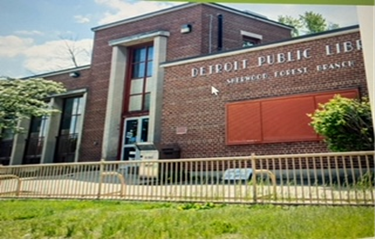 DETROIT PUBLIC LIBR
SHERWOOD FOREST BRANCH